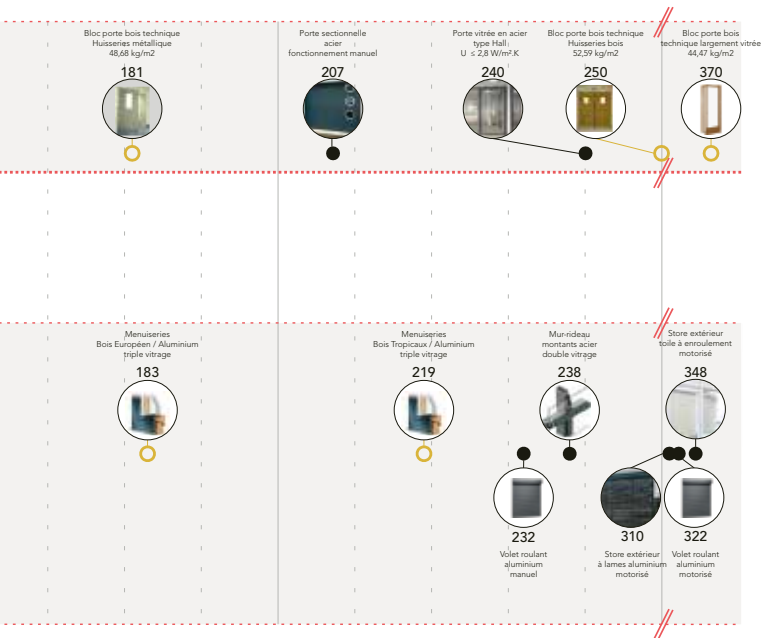 Bloc porte bois technique
Huisseries métallique
48,68 kg/m2
181
Porte sectionnelle
acier
fonctionnement manuel
207
Porte vitrée en acier
type Hall
U ≤ 2,8 W/m².K
240
Bloc porte bois technique
Huisseries bois
52,59 kg/m2
250
Bloc porte bois
technique largement vitrée
44,47 kg/m2
370
Menuiseries
Bois Européen / Aluminium
triple vitrage
183
Menuiseries
Bois Tropicaux / Aluminium
triple vitrage
219
Mur-rideau
montants acier
double vitrage
238
Store extérieur
toile à enroulement
motorisé
348
232
Volet roulant
aluminium
manuel
310
Store extérieur
à lames aluminium
motorisé
322
Volet roulant
aluminium
motorisé